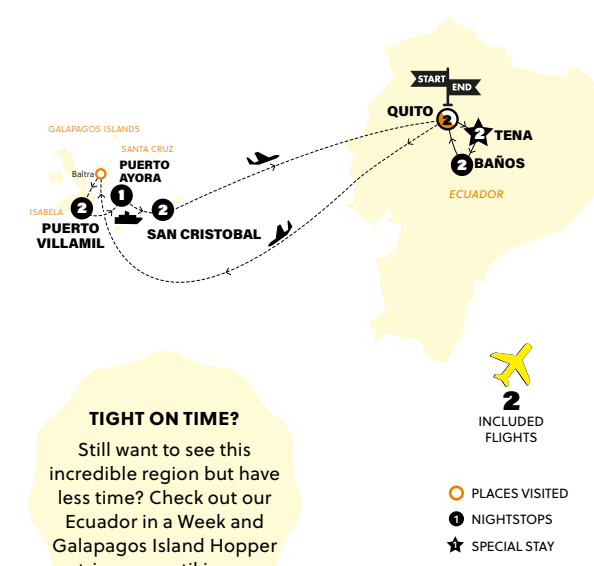 START
END
QUITO
2
2
TENA
2
BAÑOS
ECUADOR
GALAPAGOS ISLANDS
SANTA CRUZ
Baltra
PUERTO
AYORA
1
ISABELA
2
PUERTO
VILLAMIL
2
SAN CRISTOBAL
2
INCLUDED
FLIGHTS
TIGHT ON TIME?
Still want to see this
incredible region but have
less time? Check out our
Ecuador in a Week and
Galapagos Island Hopper
PLACES VISITED
1 NIGHTSTOPS
1 SPECIAL STAY